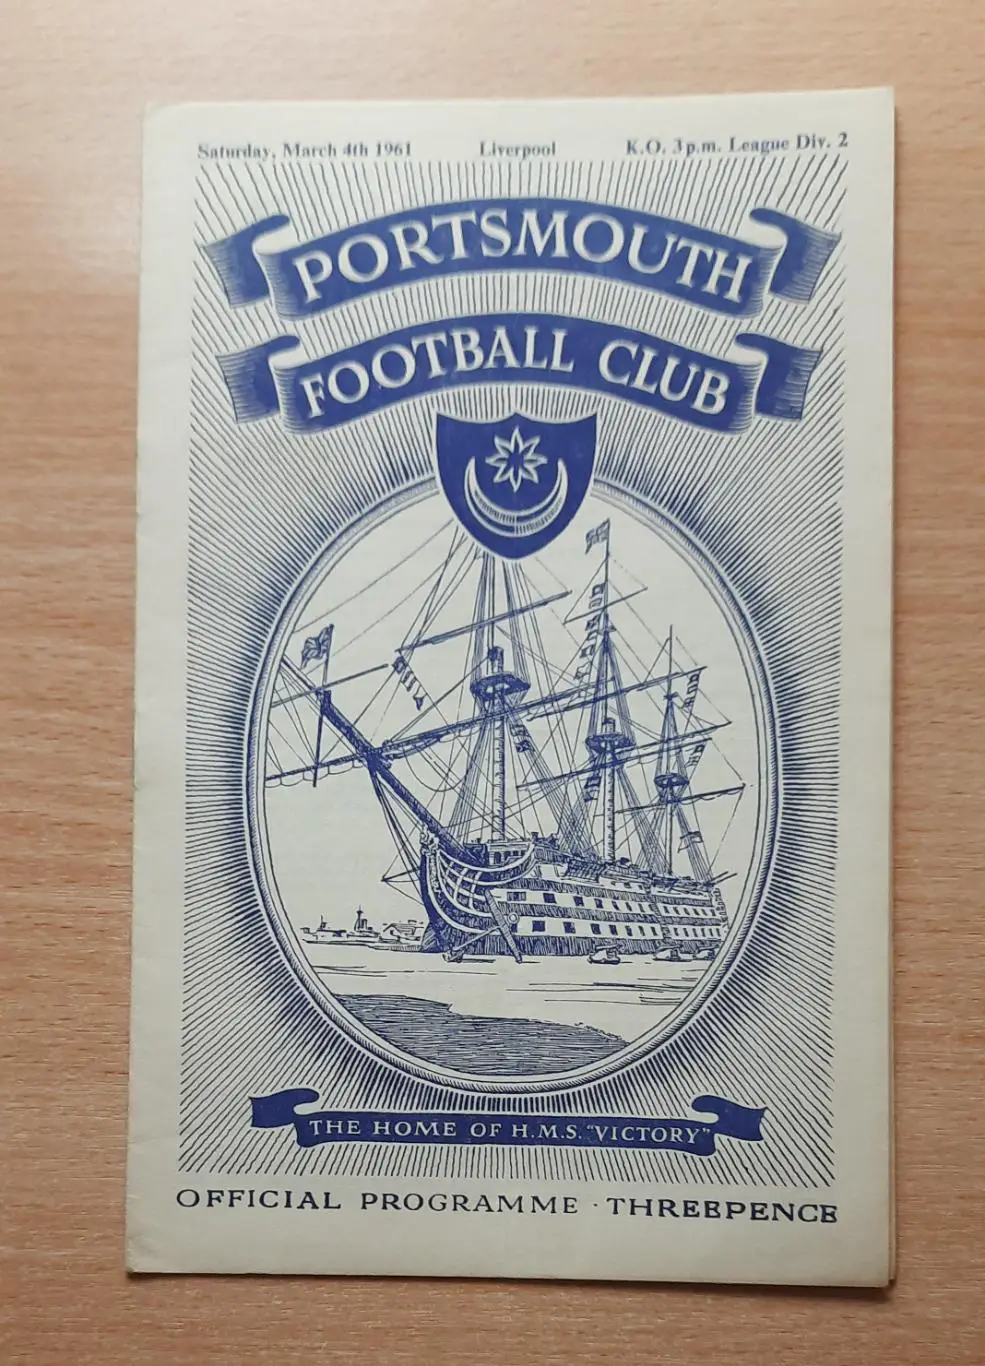 Saturday, March 4th 1961 Liverpool K.O. 3p.m. League Div. 2
PORTSMOUTH
FOOTBALL CLUB
THE HOME OF H.M.S. "VICTORY"
OFFICIAL PROGRAMME · THREEPENCE